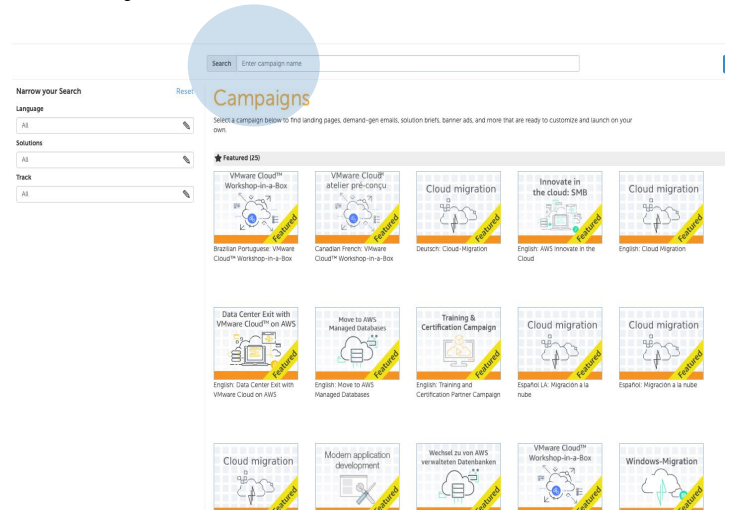 Search Enter campaign name
Narrow your Search Reset
Language
All
Solutions
All
Track
All
Campaigns
Select a campaign below to find landing pages, demand-gen emails, solution briefs, banner ads, and more that are ready to customize and launch on your
own.
Featured (25)
VMware Cloud™
Workshop-in-a-Box
Featured
Brazilian Portuguese: VMware
Cloud™ Workshop-in-a-Box
VMware Cloud™
atelier pré-conçu
Featured
Canadian French: VMware
Cloud™ Workshop-in-a-Box
Cloud migration
Featured
Deutsch: Cloud-Migration
Innovate in
the cloud: SMB
Featured
English: AWS Innovate in the
Cloud
Cloud migration
Featured
English: Cloud Migration
Data Center Exit with
VMware Cloud™ on AWS
Featured
English: Data Center Exit with
VMware Cloud on AWS
Move to AWS
Managed Databases
Featured
English: Move to AWS
Managed Databases
Training &
Certification Campaign
Featured
English: Training and
Certification Partner Campaign
Cloud migration
Featured
Español LA: Migración a la
nube
Cloud migration
Featured
Español: Migración a la nube
Cloud migration
Featured
Modern application
development
Featured
Wechsel zu von AWS
verwalteten Datenbanken
Featured
VMware Cloud™
Workshop-in-a-Box
Featured
Windows-Migration
Featured